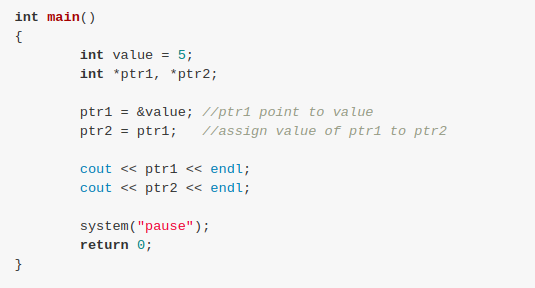 int main()
{
        int value = 5;
        int *ptr1, *ptr2;

        ptr1 = &value; //ptr1 point to value
        ptr2 = ptr1;   //assign value of ptr1 to ptr2

        cout << ptr1 << endl;
        cout << ptr2 << endl;

        system("pause");
        return 0;
}